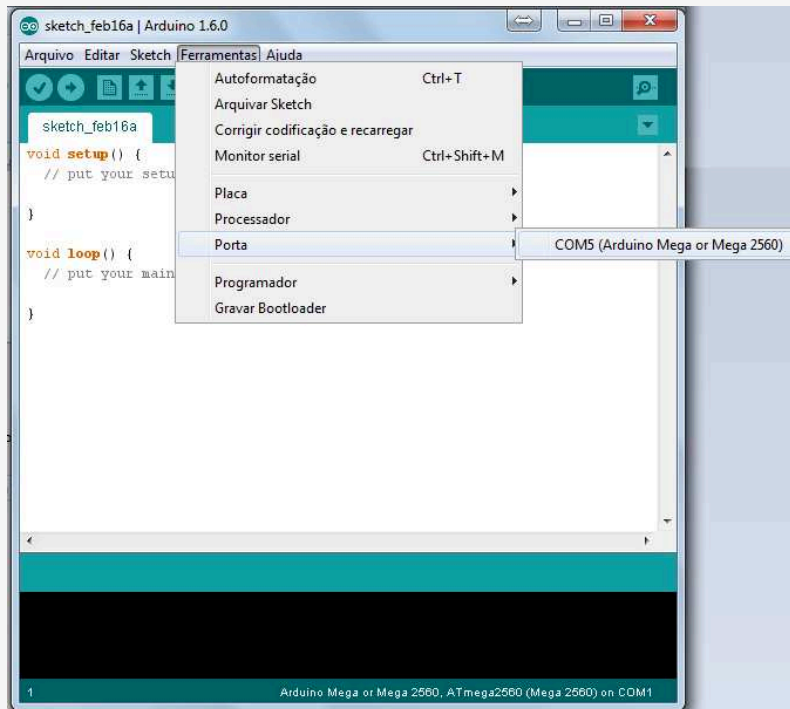 sketch_feb16a | Arduino 1.6.0
Arquivo Editar Sketch Ferramentas Ajuda
sketch_feb16a
Autoformatação Ctrl+T
Arquivar Sketch
Corrigir codificação e recarregar
Monitor serial Ctrl+Shift+M
Placa
Processador
Porta
COM5 (Arduino Mega or Mega 2560)
Programador
Gravar Bootloader
void setup() {
// put your setu
}
void loop() {
// put your main
}
1 Arduino Mega or Mega 2560, ATmega2560 (Mega 2560) on COM1